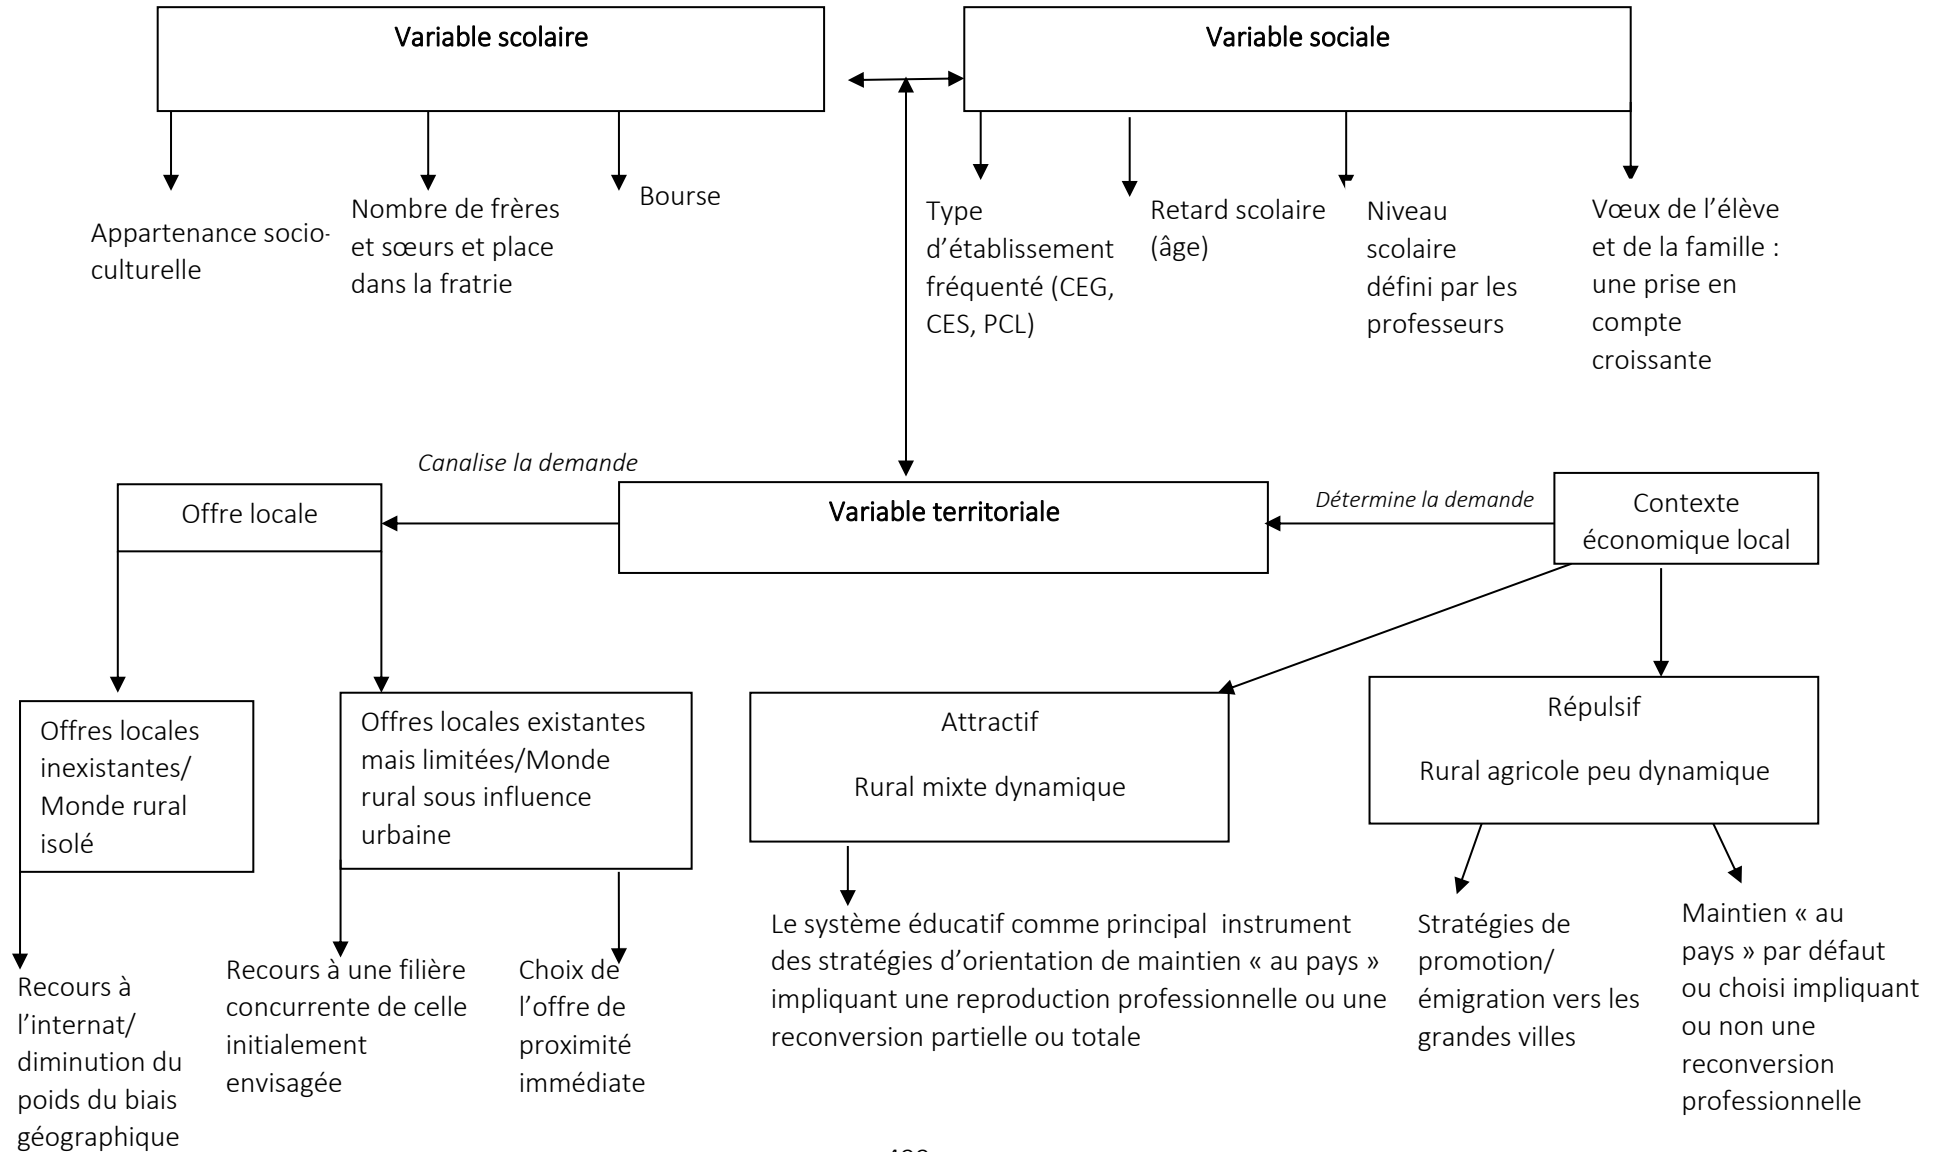 Variable scolaire
Variable sociale
Appartenance socio-
culturelle
Nombre de frères
et sœurs et place
dans la fratrie
Bourse
Type
d’établissement
fréquenté (CEG,
CES, PCL)
Retard scolaire
(âge)
Niveau
scolaire
défini par les
professeurs
Vœux de l’élève
et de la famille :
une prise en
compte
croissante
Canalise la demande
Offre locale
Variable territoriale
Détermine la demande
Contexte
économique local
Offres locales
inexistantes/
Monde rural
isolé
Offres locales existantes
mais limitées/Monde
rural sous influence
urbaine
Attractif
Rural mixte dynamique
Répulsif
Rural agricole peu dynamique
Recours à
l’internat/
diminution du
poids du biais
géographique
Recours à une filière
concurrente de celle
initialement
envisagée
Choix de
l’offre de
proximité
immédiate
Le système éducatif comme principal instrument
des stratégies d’orientation de maintien « au pays »
impliquant une reproduction professionnelle ou une
reconversion partielle ou totale
Stratégies de
promotion/
émigration vers les
grandes villes
Maintien « au
pays » par défaut
ou choisi impliquant
ou non une
reconversion
professionnelle